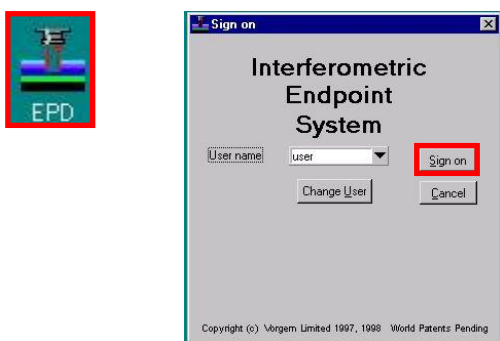 EPD
Sign on
Interferometric
Endpoint
System
User name user Sign on
Change User Cancel
Copyright (c) Vorgem Limited 1997, 1998 World Patents Pending